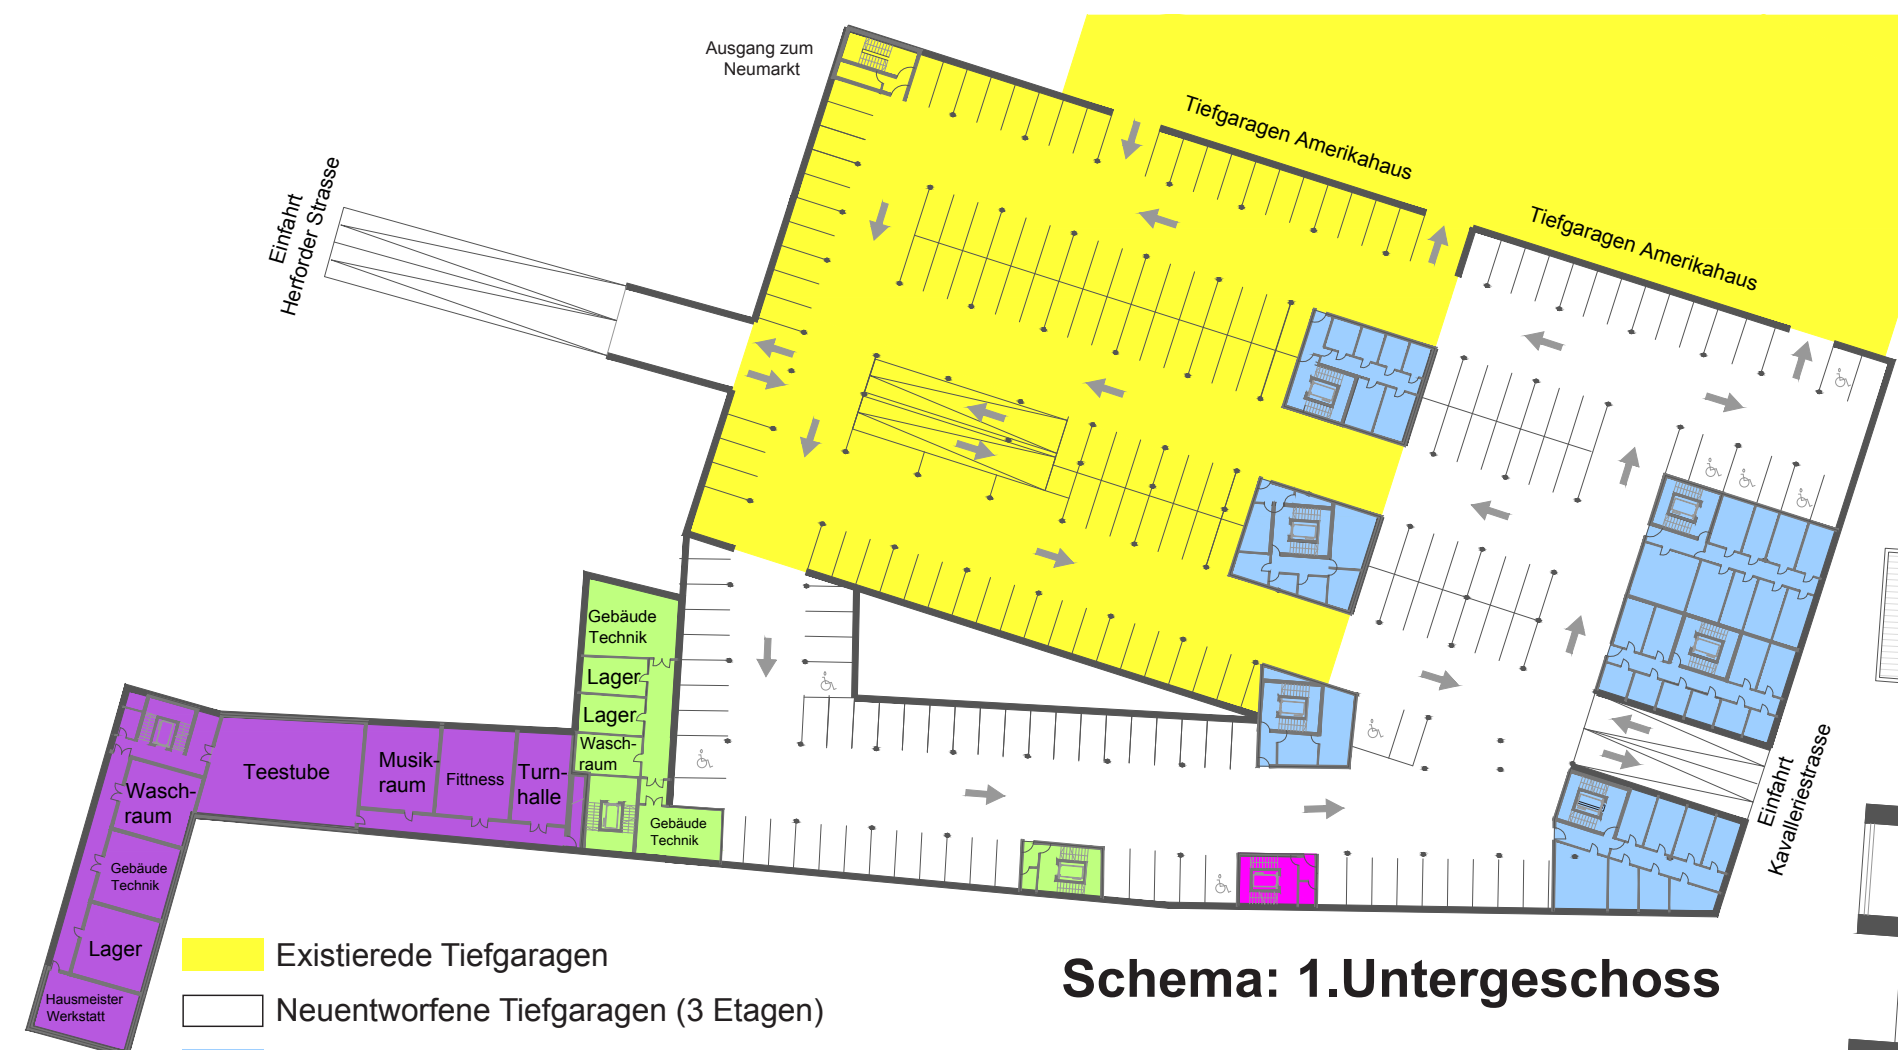 Ausgang zum
Neumarkt
Tiefgaragen Amerikahaus
Tiefgaragen Amerikahaus
Einfahrt
Herforder Strasse
Gebäude
Technik
Lager
Lager
Wasch-
raum
Gebäude
Technik
Teestube
Musik-
raum
Fittness
Turn-
halle
Wasch-
raum
Gebäude
Technik
Lager
Hausmeister
Werkstatt
Einfahrt
Kavalleriestrasse
Existierede Tiefgaragen
Neuentworfene Tiefgaragen (3 Etagen)
Schema: 1.Untergeschoss